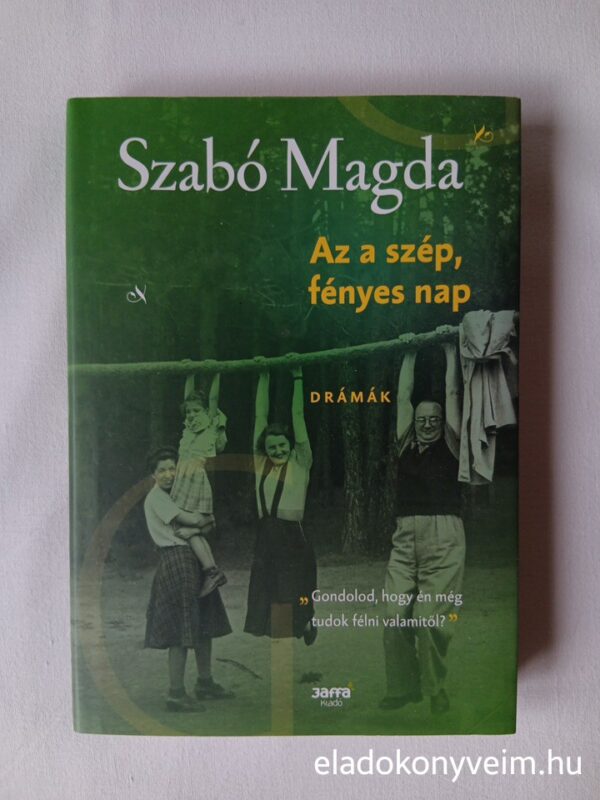 Szabó Magda
Az a szép,
fényes nap
DRÁMÁK
„Gondolod, hogy én még
tudok félni valamitől?”
Jaffa
Kiadó
eladokonyveim.hu